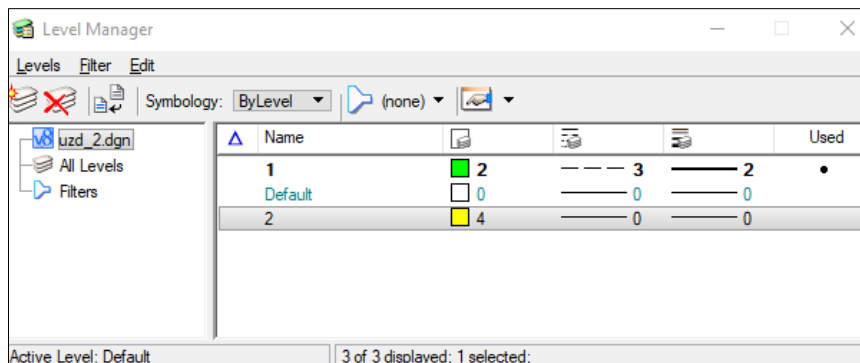 Level Manager
Levels Filter Edit
Symbology: ByLevel (none)
v8 uzd_2.dgn
All Levels
Filters
Name Used
1 2 3 2
Default 0 0 0
2 4 0 0
Active Level: Default 3 of 3 displayed; 1 selected;